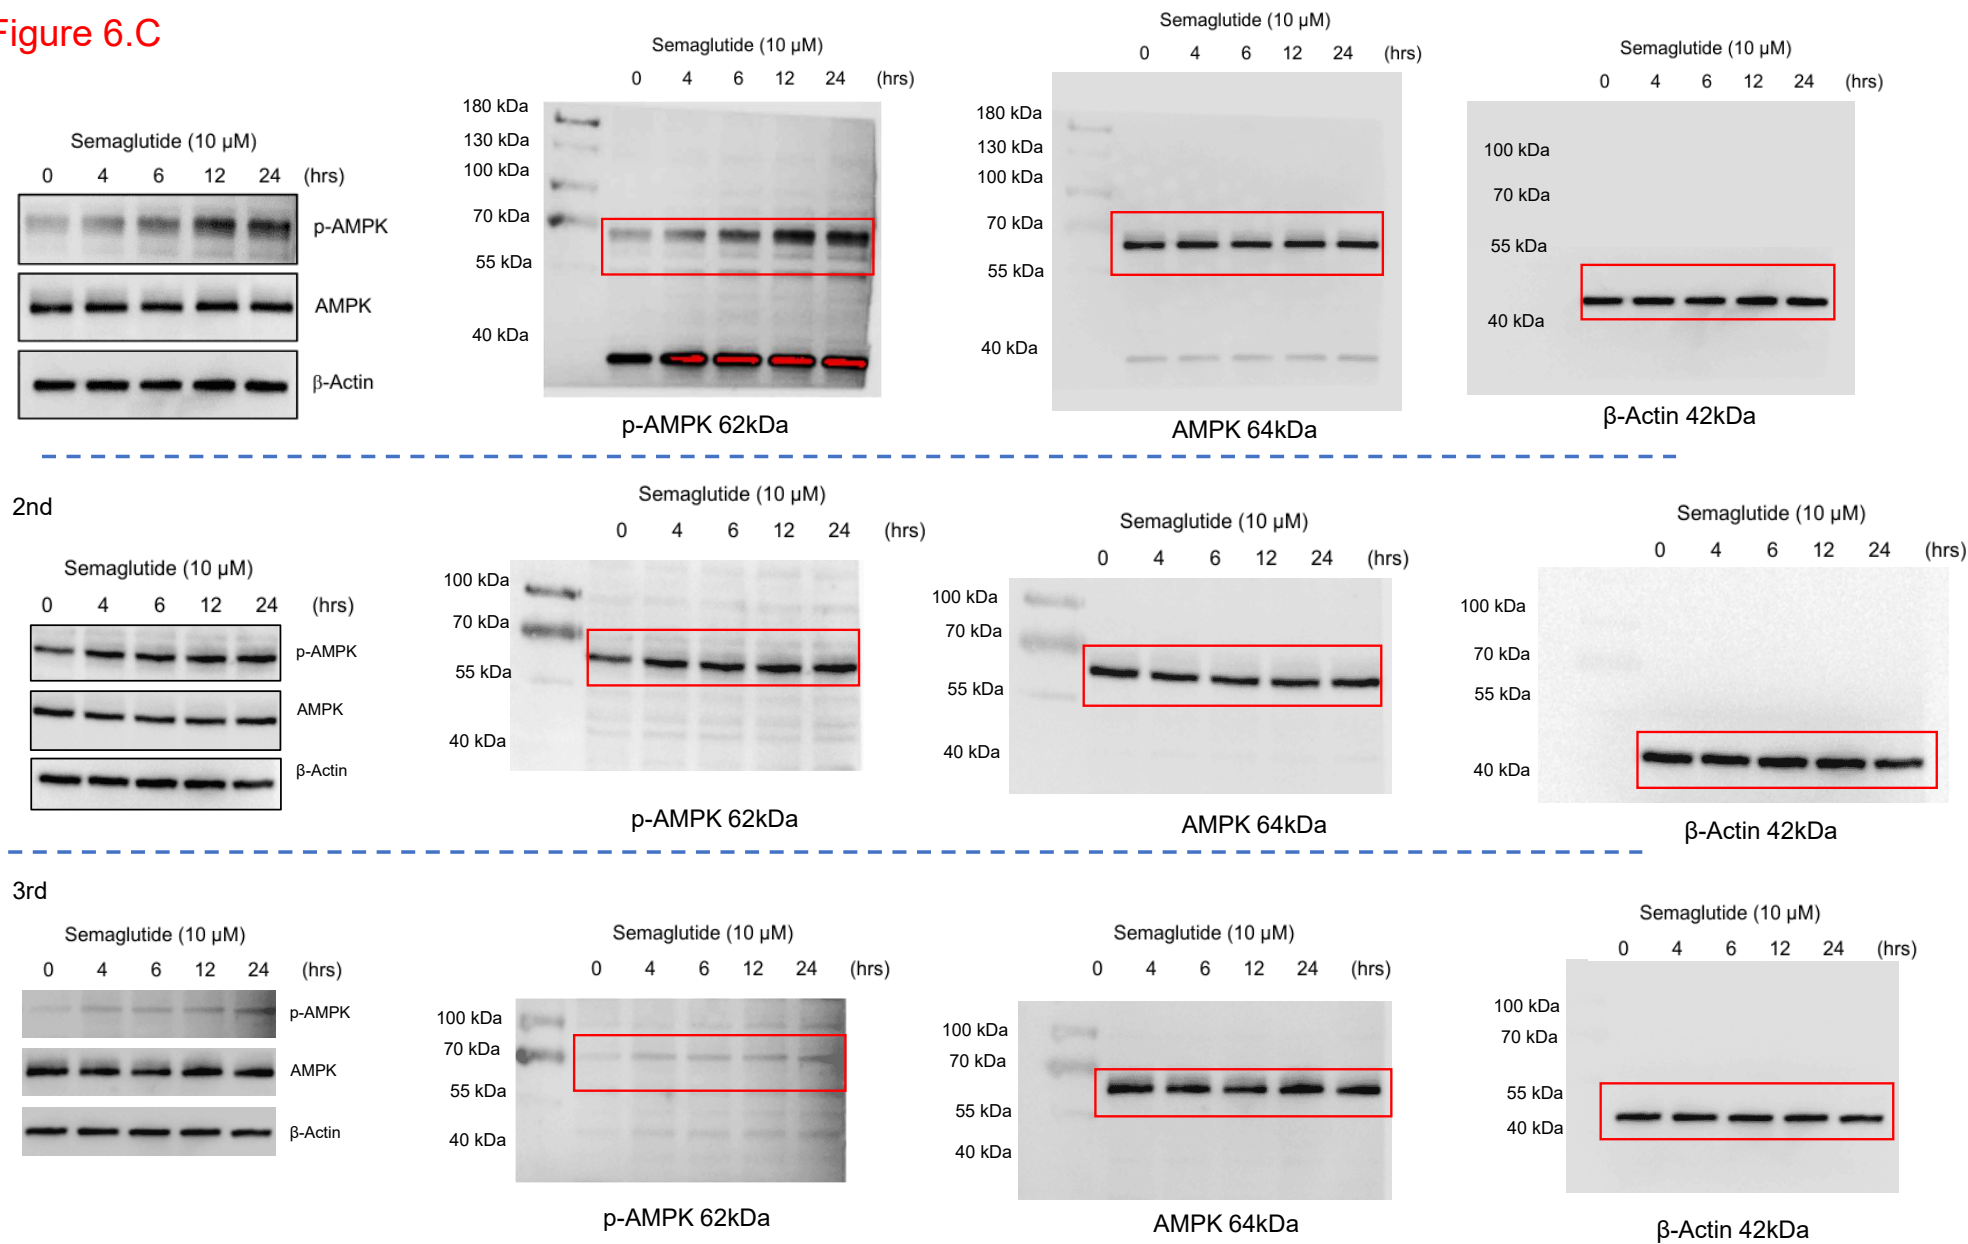 Figure 6.C
Semaglutide (10 µM)
0 4 6 12 24 (hrs)
p-AMPK
AMPK
β-Actin
Semaglutide (10 µM)
0 4 6 12 24 (hrs)
180 kDa
130 kDa
100 kDa
70 kDa
55 kDa
40 kDa
p-AMPK 62kDa
Semaglutide (10 µM)
0 4 6 12 24 (hrs)
180 kDa
130 kDa
100 kDa
70 kDa
55 kDa
40 kDa
AMPK 64kDa
Semaglutide (10 µM)
0 4 6 12 24 (hrs)
100 kDa
70 kDa
55 kDa
40 kDa
β-Actin 42kDa
2nd
Semaglutide (10 µM)
0 4 6 12 24 (hrs)
p-AMPK
AMPK
β-Actin
Semaglutide (10 µM)
0 4 6 12 24 (hrs)
100 kDa
70 kDa
55 kDa
40 kDa
p-AMPK 62kDa
Semaglutide (10 µM)
0 4 6 12 24 (hrs)
100 kDa
70 kDa
55 kDa
40 kDa
AMPK 64kDa
Semaglutide (10 µM)
0 4 6 12 24 (hrs)
100 kDa
70 kDa
55 kDa
40 kDa
β-Actin 42kDa
3rd
Semaglutide (10 µM)
0 4 6 12 24 (hrs)
p-AMPK
AMPK
β-Actin
Semaglutide (10 µM)
0 4 6 12 24 (hrs)
100 kDa
70 kDa
55 kDa
40 kDa
p-AMPK 62kDa
Semaglutide (10 µM)
0 4 6 12 24 (hrs)
100 kDa
70 kDa
55 kDa
40 kDa
AMPK 64kDa
Semaglutide (10 µM)
0 4 6 12 24 (hrs)
100 kDa
70 kDa
55 kDa
40 kDa
β-Actin 42kDa